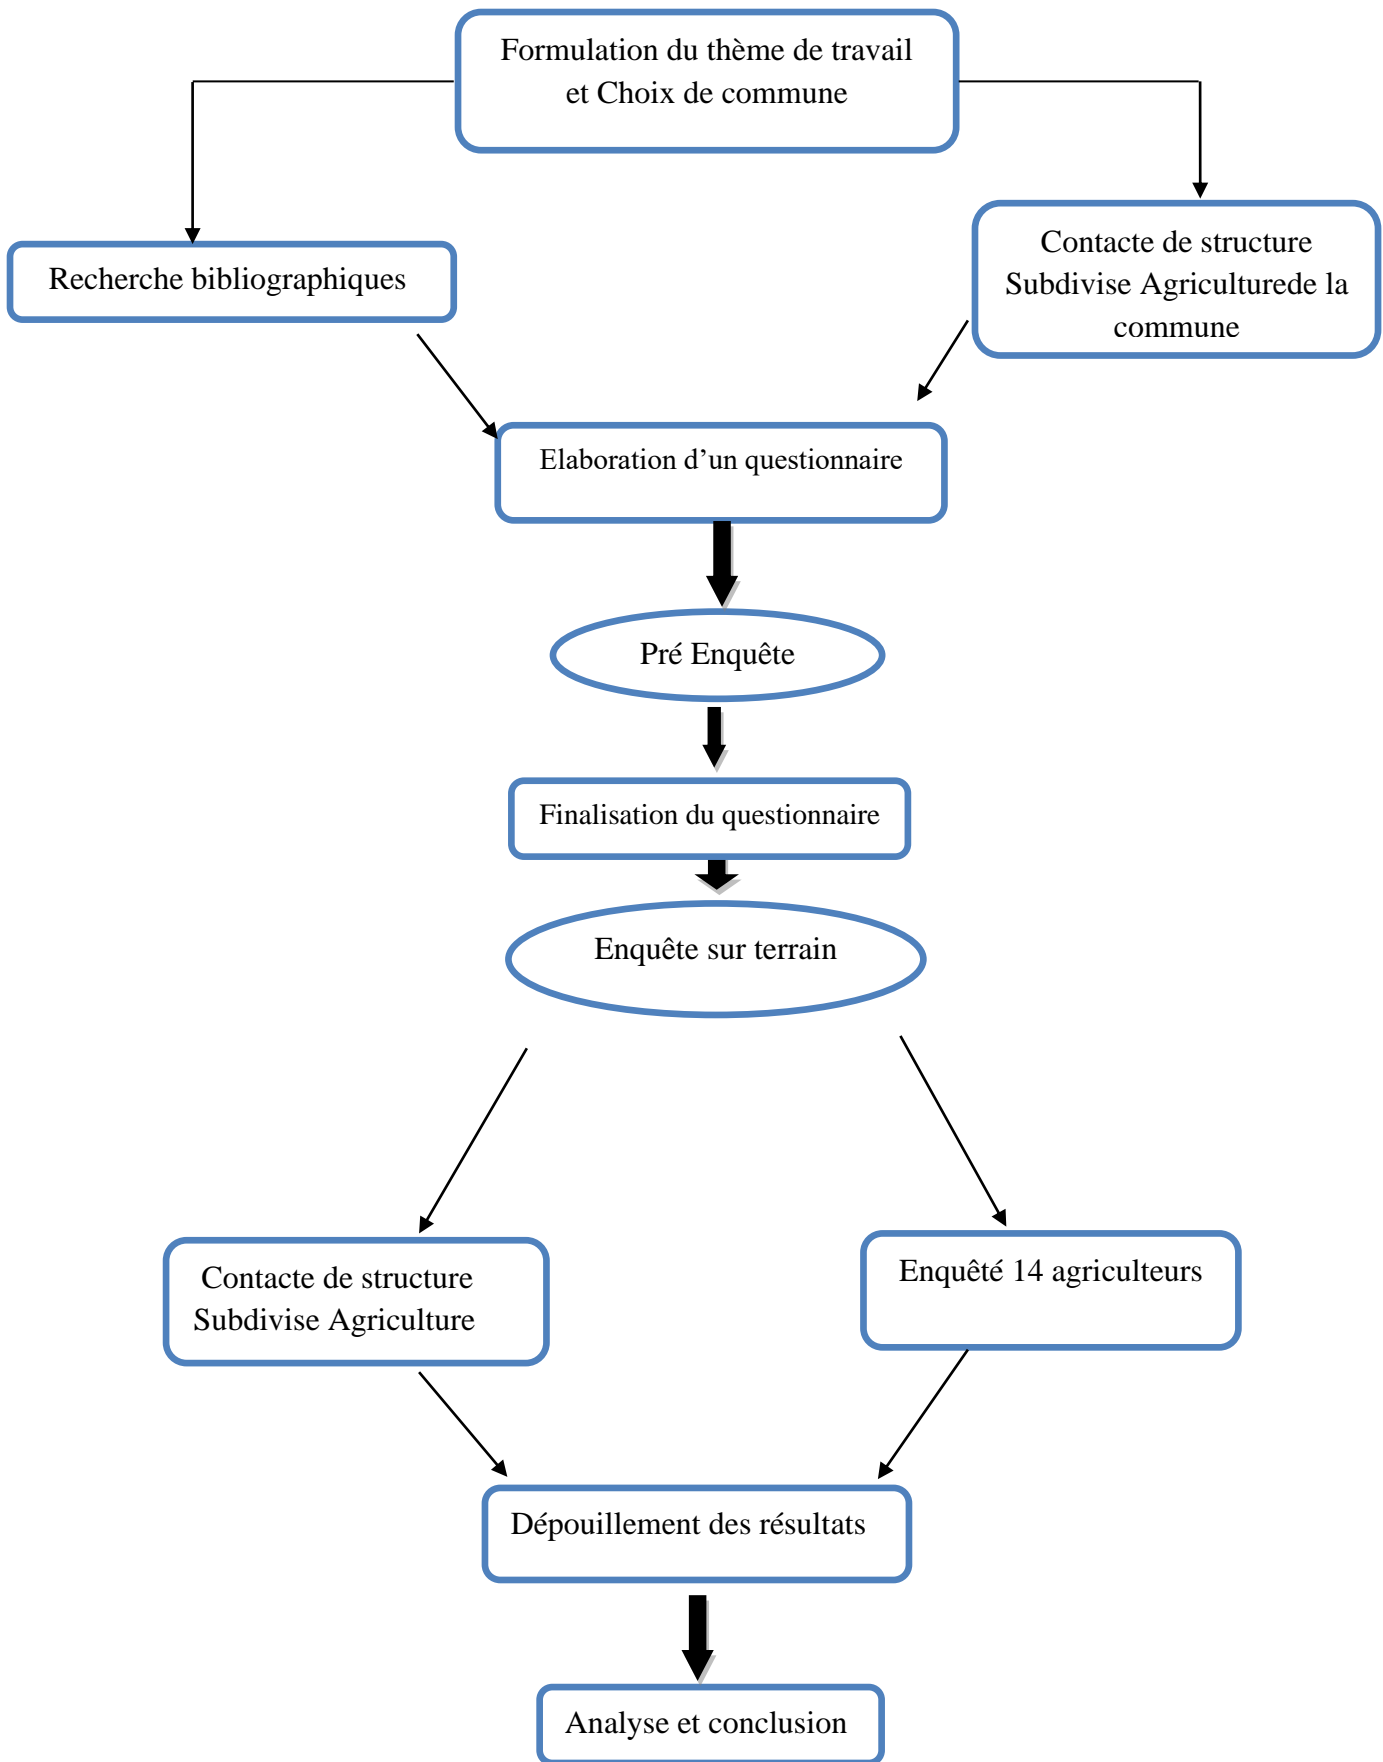 Formulation du thème de travail
et Choix de commune
Recherche bibliographiques
Contacte de structure
Subdivise Agriculturede la
commune
Elaboration d’un questionnaire
Pré Enquête
Finalisation du questionnaire
Enquête sur terrain
Contacte de structure
Subdivise Agriculture
Enquêté 14 agriculteurs
Dépouillement des résultats
Analyse et conclusion